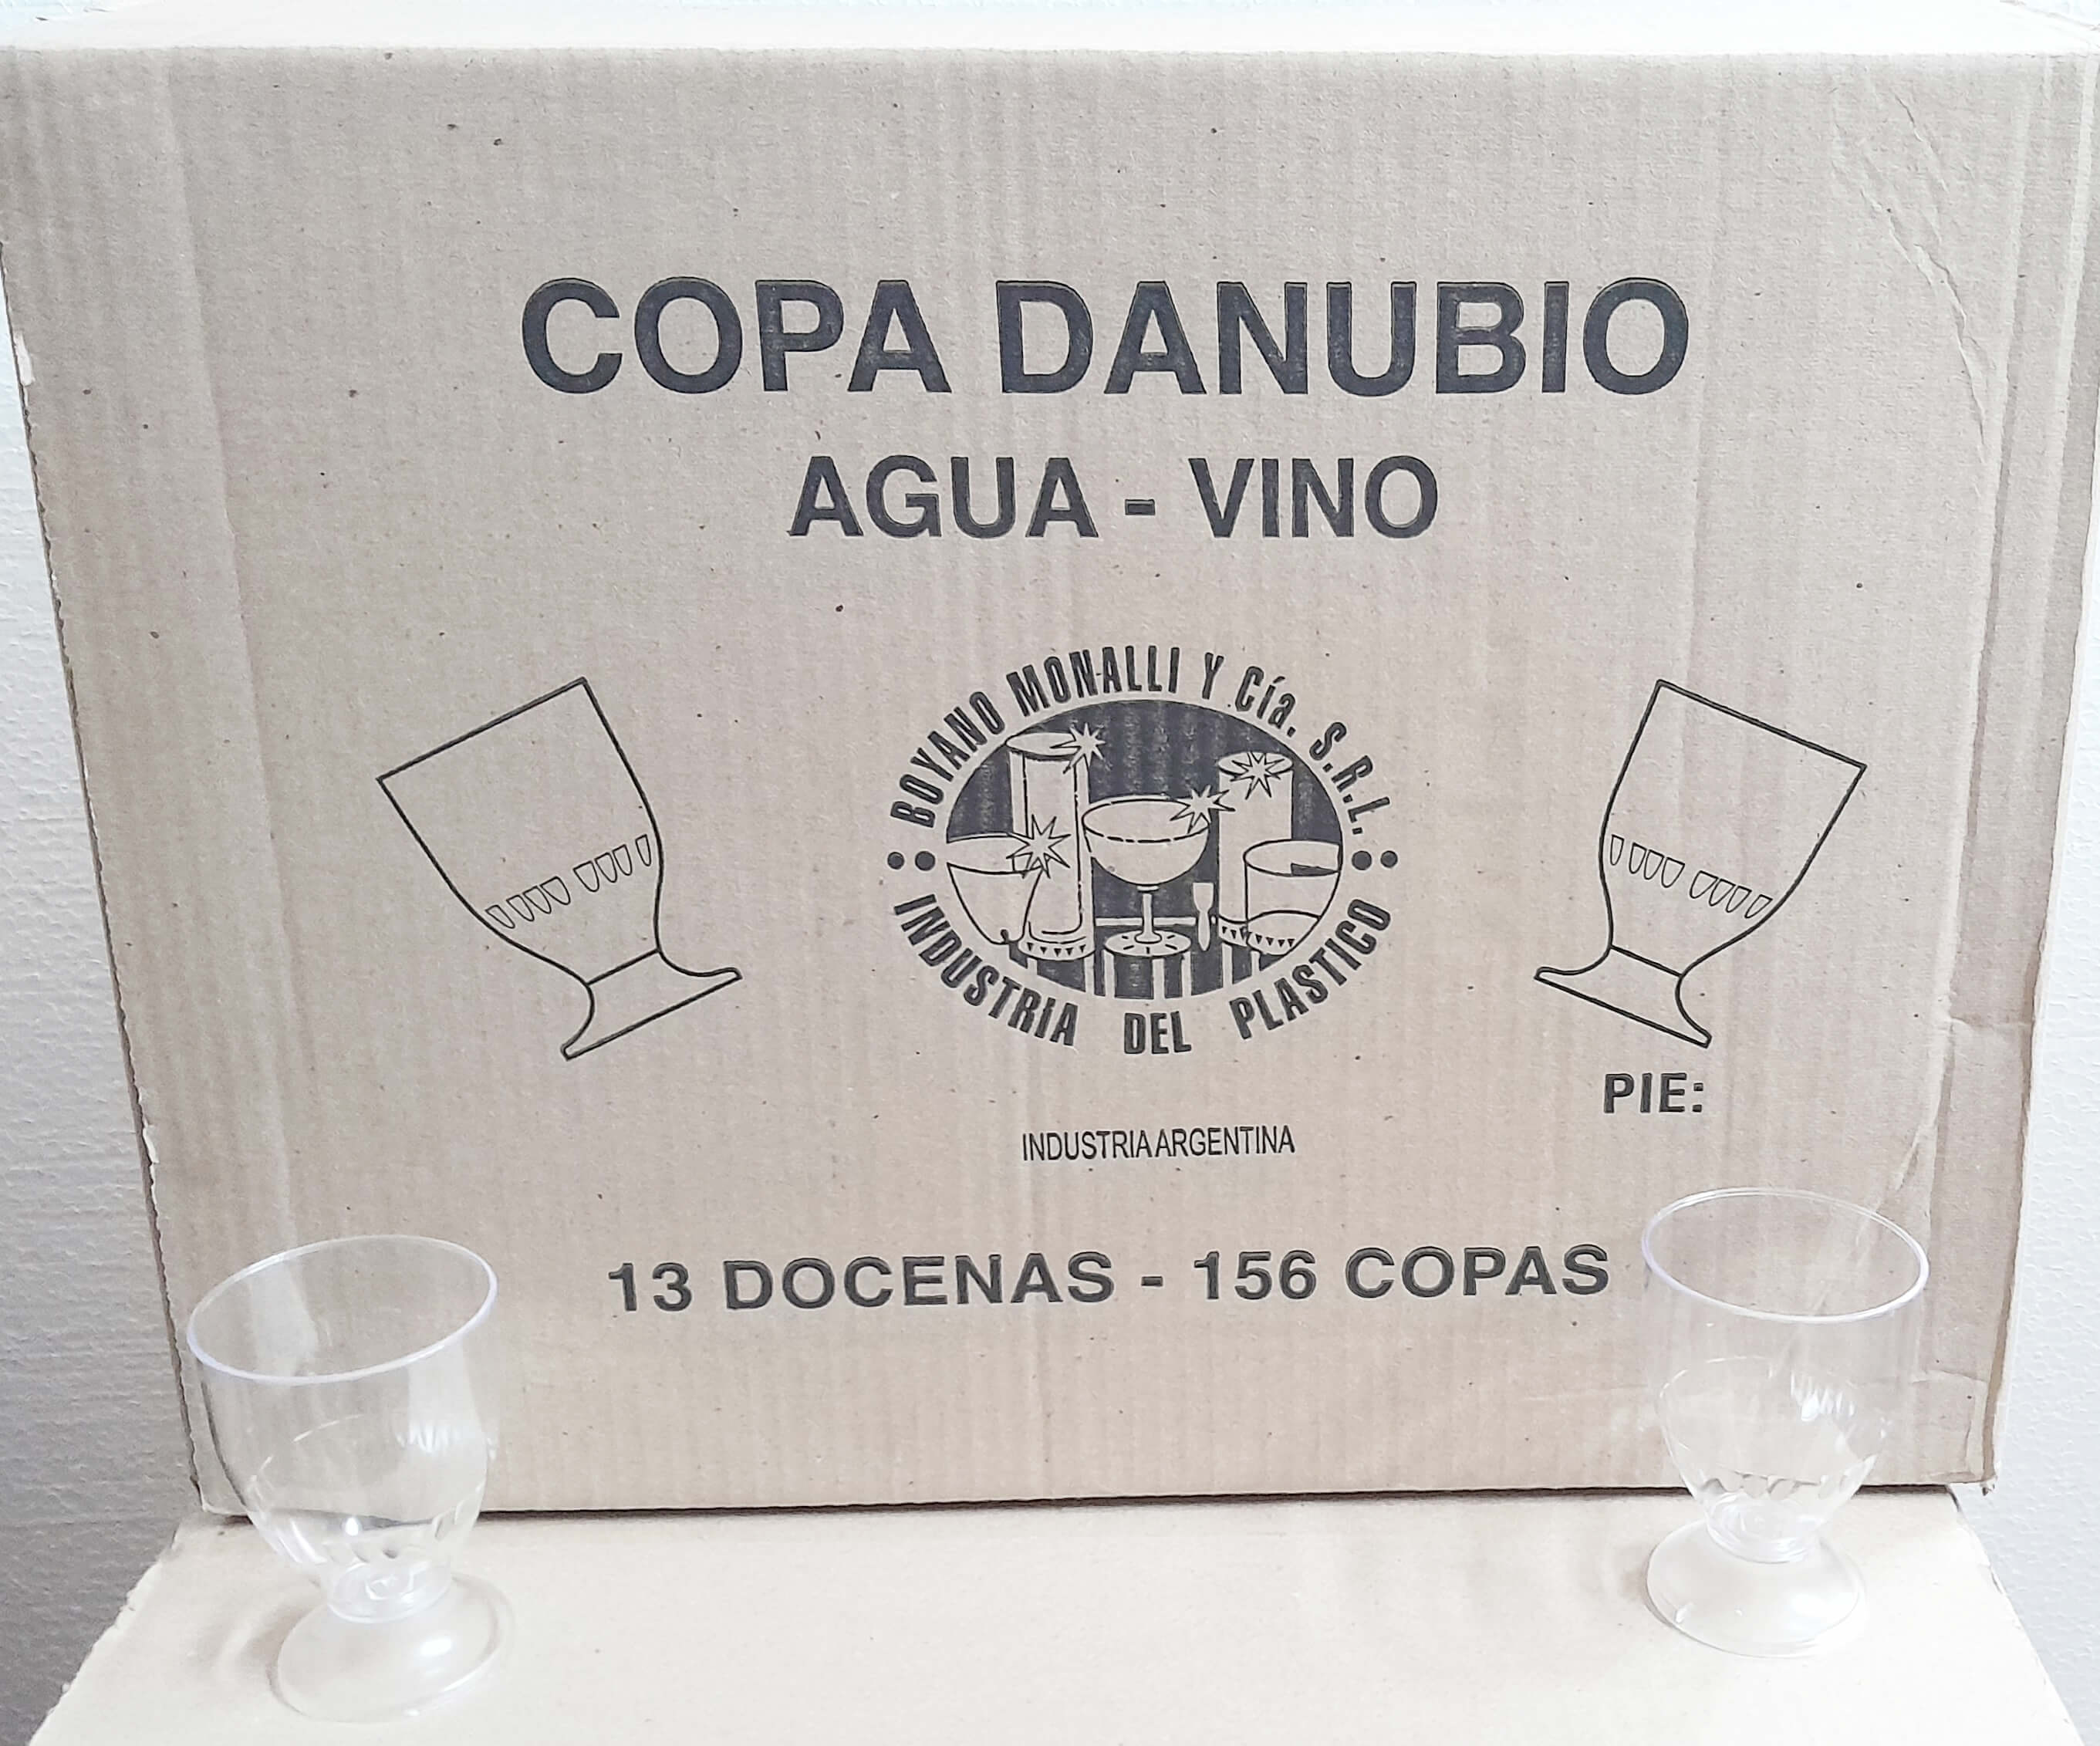 COPA DANUBIO
AGUA - VINO
BOYANO MONALLI Y Cía. S.R.L.
INDUSTRIA DEL PLASTICO
PIE:
INDUSTRIA ARGENTINA
13 DOCENAS - 156 COPAS